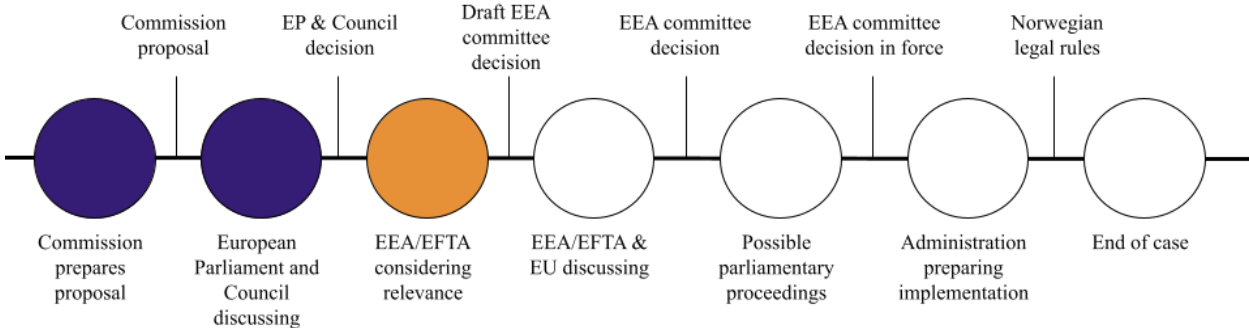 Commission
proposal
EP & Council
decision
Draft EEA
committee
decision
EEA committee
decision
EEA committee
decision in force
Norwegian
legal rules
Commission
prepares
proposal
European
Parliament and
Council
discussing
EEA/EFTA
considering
relevance
EEA/EFTA &
EU discussing
Possible
parliamentary
proceedings
Administration
preparing
implementation
End of case